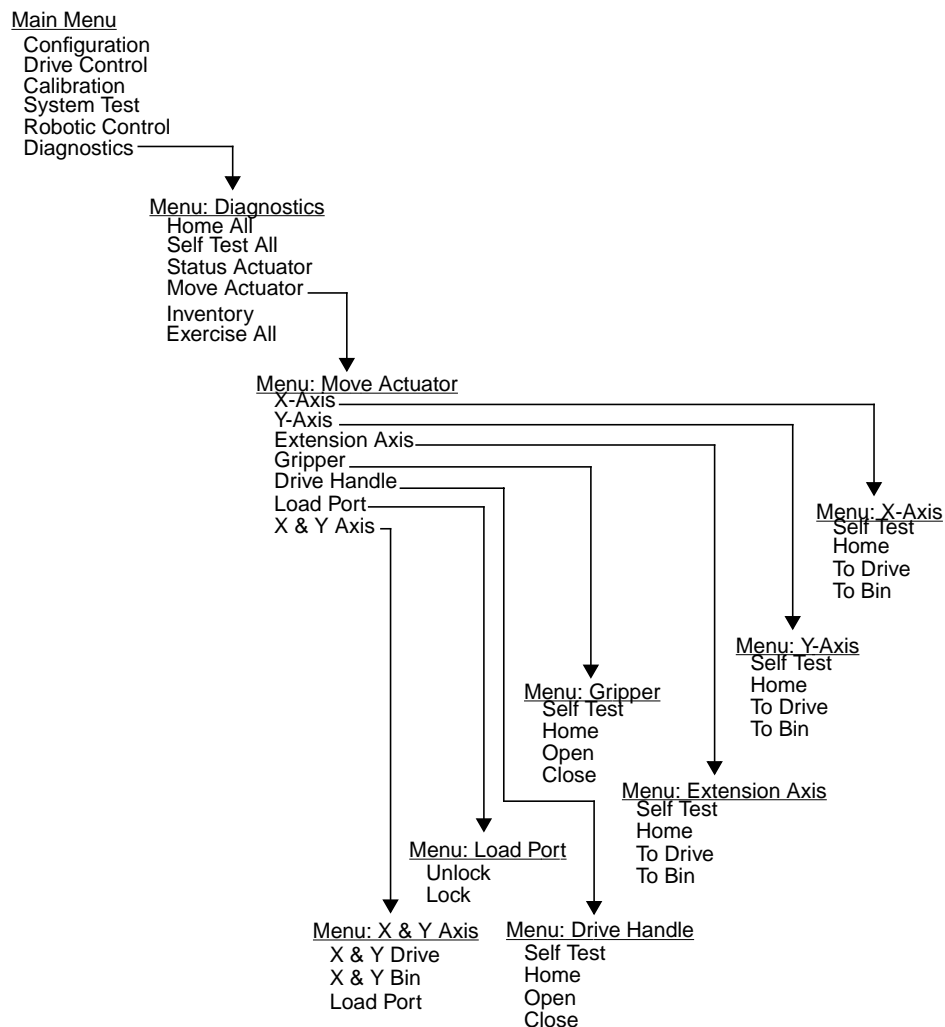 Main Menu
Configuration
Drive Control
Calibration
System Test
Robotic Control
Diagnostics
Menu: Diagnostics
Home All
Self Test All
Status Actuator
Move Actuator
Inventory
Exercise All
Menu: Move Actuator
X-Axis
Y-Axis
Extension Axis
Gripper
Drive Handle
Load Port
X & Y Axis
Menu: X-Axis
Self Test
Home
To Drive
To Bin
Menu: Y-Axis
Self Test
Home
To Drive
To Bin
Menu: Gripper
Self Test
Home
Open
Close
Menu: Extension Axis
Self Test
Home
To Drive
To Bin
Menu: Load Port
Unlock
Lock
Menu: X & Y Axis
X & Y Drive
X & Y Bin
Load Port
Menu: Drive Handle
Self Test
Home
Open
Close